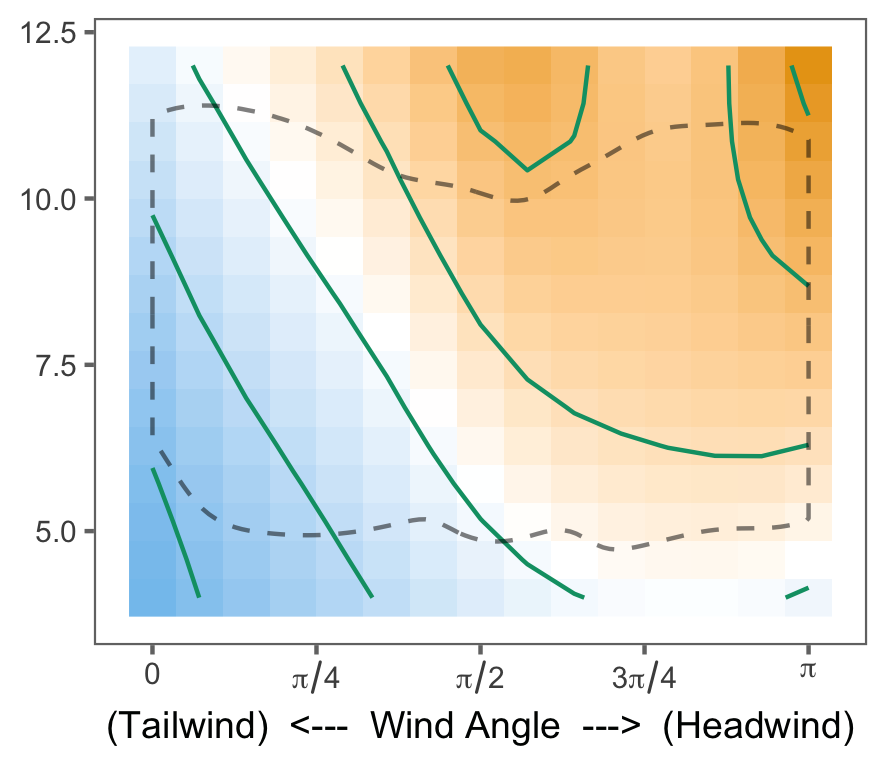 12.5
10.0
7.5
5.0
0 π/4 π/2 3π/4 π
(Tailwind) <--- Wind Angle ---> (Headwind)